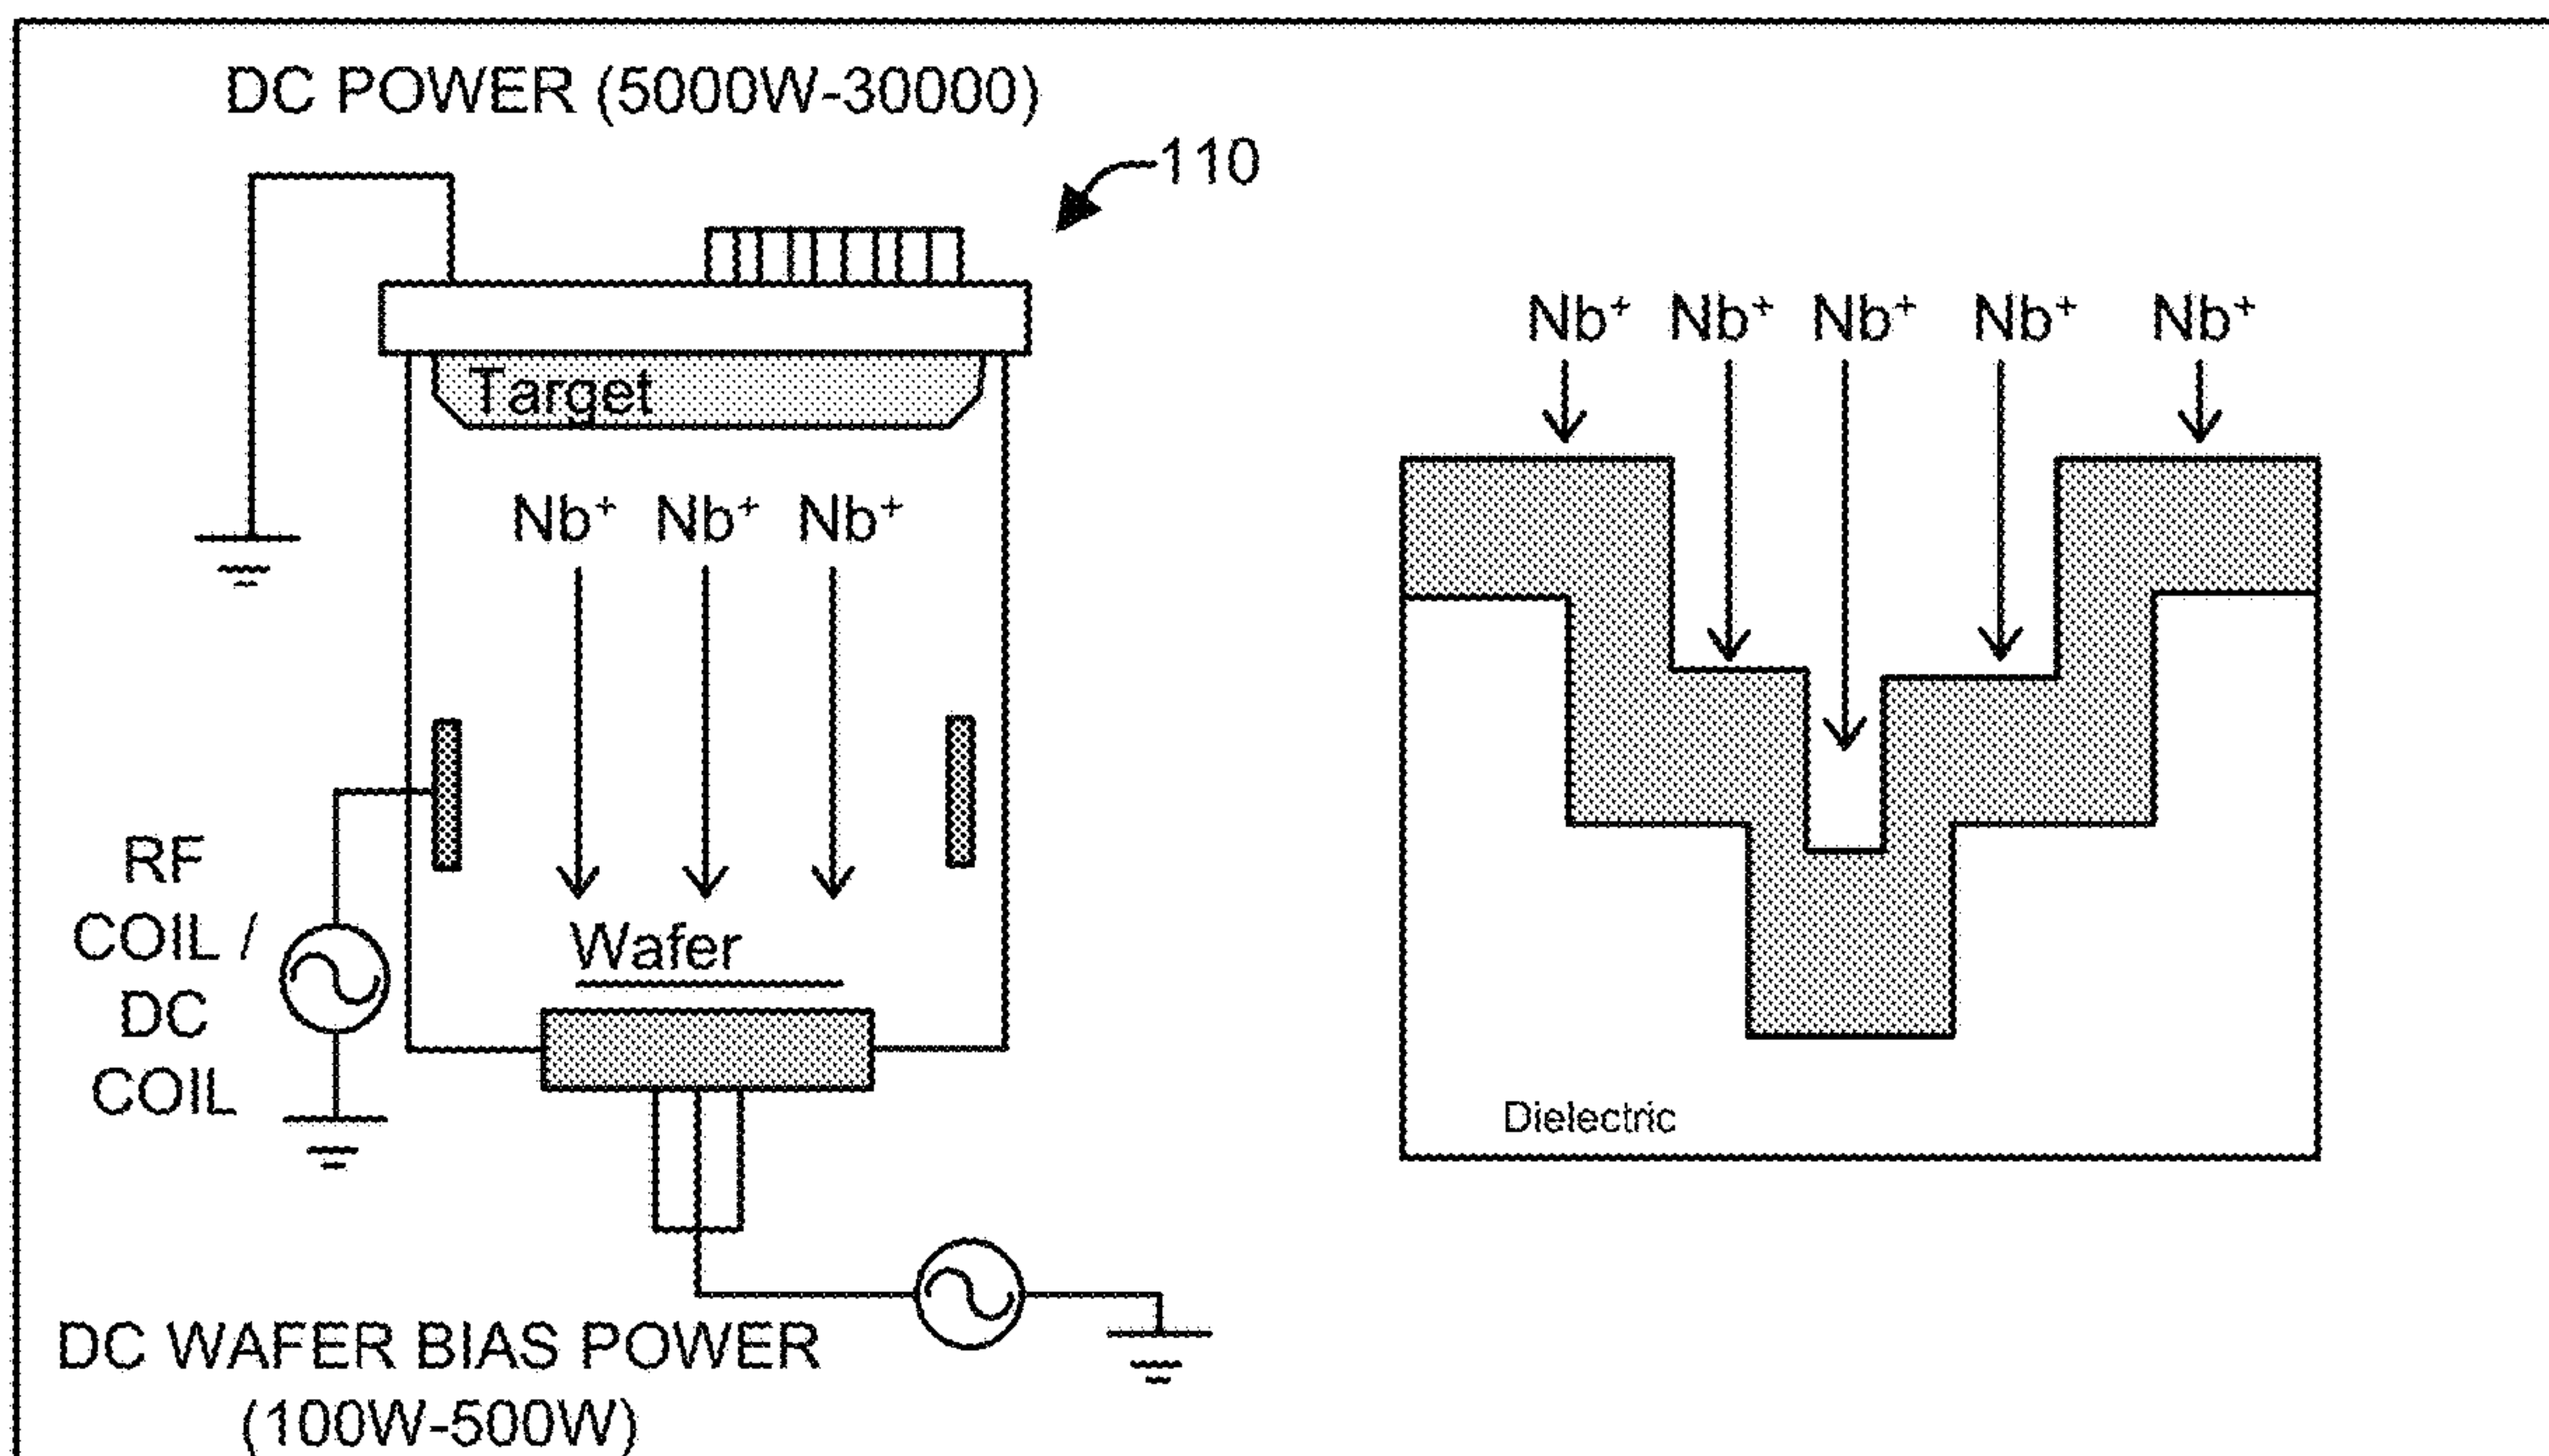 DC POWER (5000W-30000)
110
Target
Nb⁺ Nb⁺ Nb⁺
RF
COIL /
DC
COIL
Wafer
DC WAFER BIAS POWER
(100W-500W)
Nb⁺ Nb⁺ Nb⁺ Nb⁺ Nb⁺
Dielectric